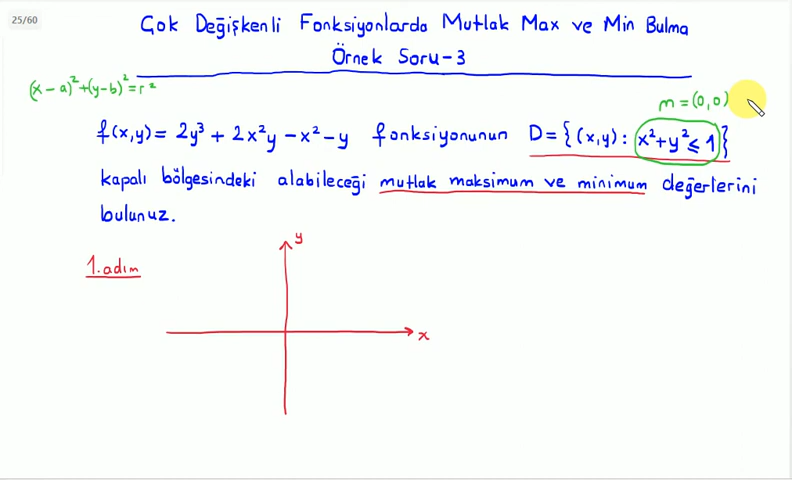 25/60
Çok Değişkenli Fonksiyonlarda Mutlak Max ve Min Bulma
Örnek Soru-3
(x-a)²+(y-b)²=r²
m=(0,0)
f(x,y)= 2y³ + 2x²y -x² -y fonksiyonunun D={(x,y): x²+y²≤1}
kapalı bölgesindeki alabileceği mutlak maksimum ve minimum değerlerini
bulunuz.
1.adım
y
x